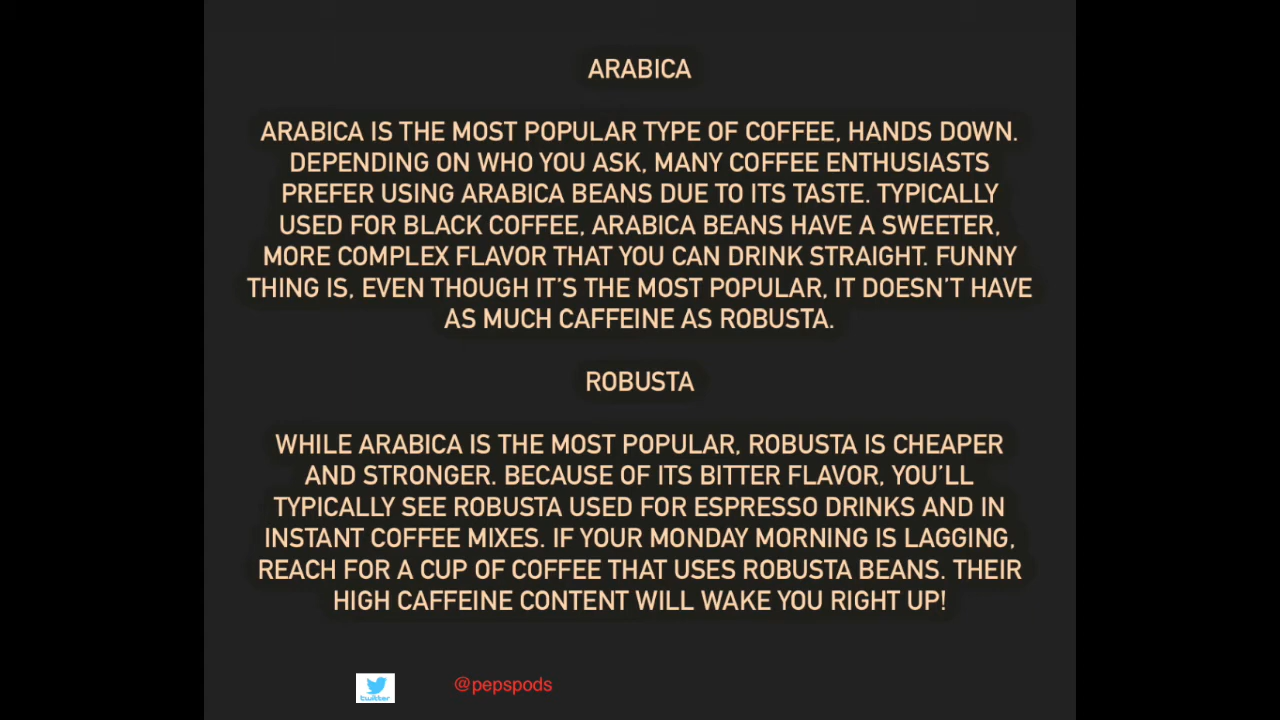 ARABICA
ARABICA IS THE MOST POPULAR TYPE OF COFFEE, HANDS DOWN.
DEPENDING ON WHO YOU ASK, MANY COFFEE ENTHUSIASTS
PREFER USING ARABICA BEANS DUE TO ITS TASTE. TYPICALLY
USED FOR BLACK COFFEE, ARABICA BEANS HAVE A SWEETER,
MORE COMPLEX FLAVOR THAT YOU CAN DRINK STRAIGHT. FUNNY
THING IS, EVEN THOUGH IT’S THE MOST POPULAR, IT DOESN’T HAVE
AS MUCH CAFFEINE AS ROBUSTA.
ROBUSTA
WHILE ARABICA IS THE MOST POPULAR, ROBUSTA IS CHEAPER
AND STRONGER. BECAUSE OF ITS BITTER FLAVOR, YOU’LL
TYPICALLY SEE ROBUSTA USED FOR ESPRESSO DRINKS AND IN
INSTANT COFFEE MIXES. IF YOUR MONDAY MORNING IS LAGGING,
REACH FOR A CUP OF COFFEE THAT USES ROBUSTA BEANS. THEIR
HIGH CAFFEINE CONTENT WILL WAKE YOU RIGHT UP!
twitter
@pepspods